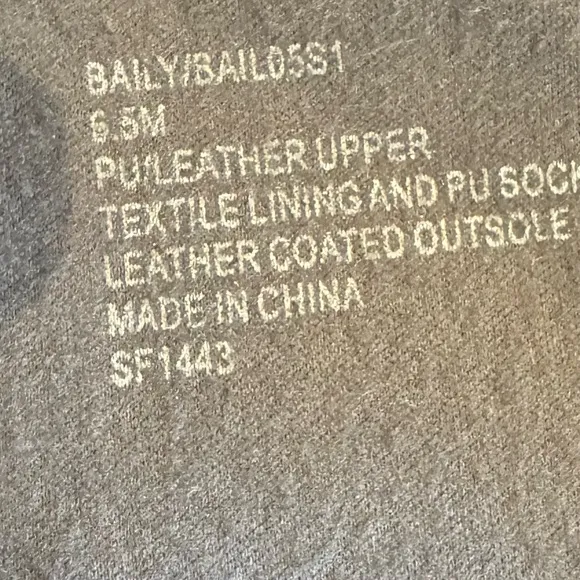 BAILY/BAIL05S1
6.5M
PU/LEATHER UPPER
TEXTILE LINING AND PU SOCK
LEATHER COATED OUTSOLE
MADE IN CHINA
SF1443